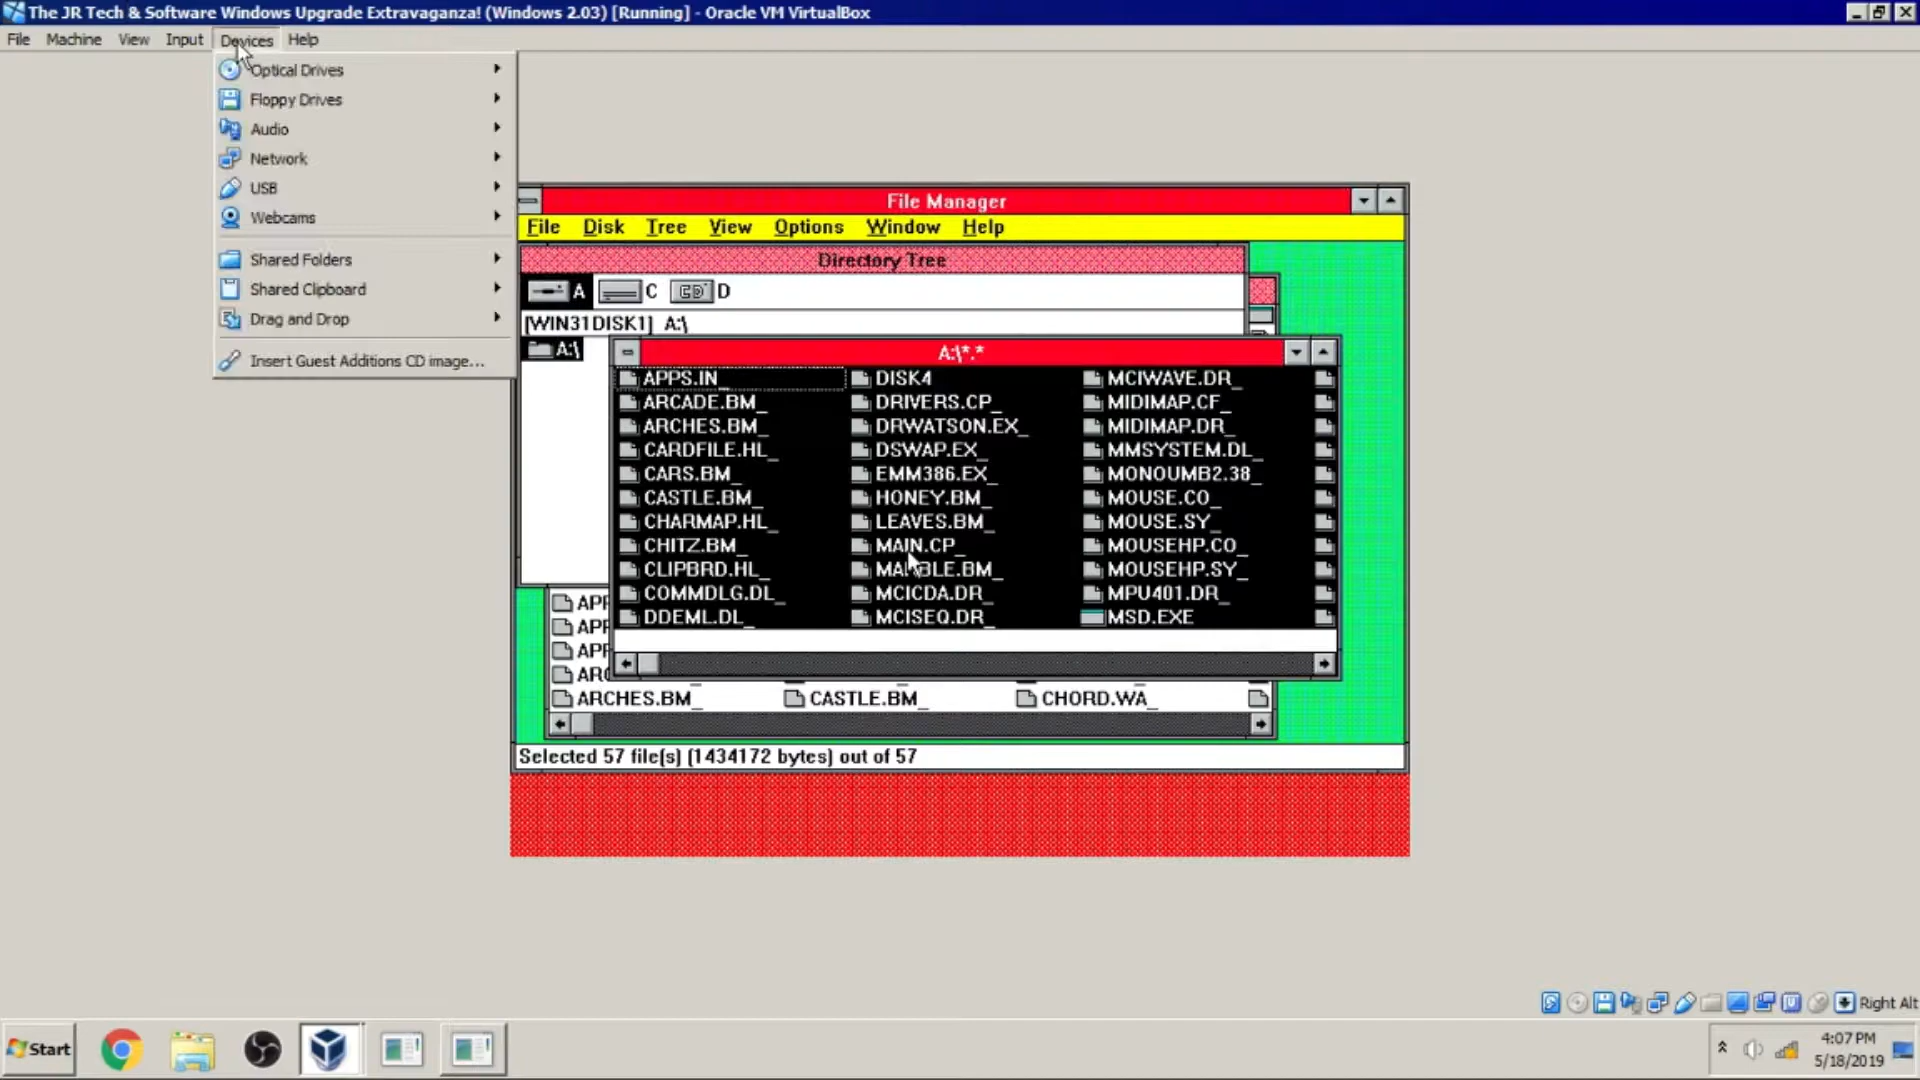 The JR Tech & Software Windows Upgrade Extravaganza! (Windows 2.03) [Running] - Oracle VM VirtualBox
File Machine View Input Devices Help
Optical Drives
Floppy Drives
Audio
Network
USB
Webcams
Shared Folders
Shared Clipboard
Drag and Drop
Insert Guest Additions CD image...
File Manager
File Disk Tree View Options Window Help
Directory Tree
A C D
[WIN31DISK1] A:\
A:\
A:\*.*
APPS.IN_ DISK4 MCIWAVE.DR_
ARCADE.BM_ DRIVERS.CP_ MIDIMAP.CF_
ARCHES.BM_ DRWATSON.EX_ MIDIMAP.DR_
CARDFILE.HL_ DSWAP.EX_ MMSYSTEM.DL_
CARS.BM_ EMM386.EX_ MONOUMB2.38_
CASTLE.BM_ HONEY.BM_ MOUSE.CO_
CHARMAP.HL_ LEAVES.BM_ MOUSE.SY_
CHITZ.BM_ MAIN.CP_ MOUSEHP.CO_
CLIPBRD.HL_ MARBLE.BM_ MOUSEHP.SY_
COMMDLG.DL_ MCICDA.DR_ MPU401.DR_
DDEML.DL_ MCISEQ.DR_ MSD.EXE
ARCHES.BM_ CASTLE.BM_ CHORD.WA_
Selected 57 file(s) (1434172 bytes) out of 57
Right Alt
Start
4:07 PM
5/18/2019